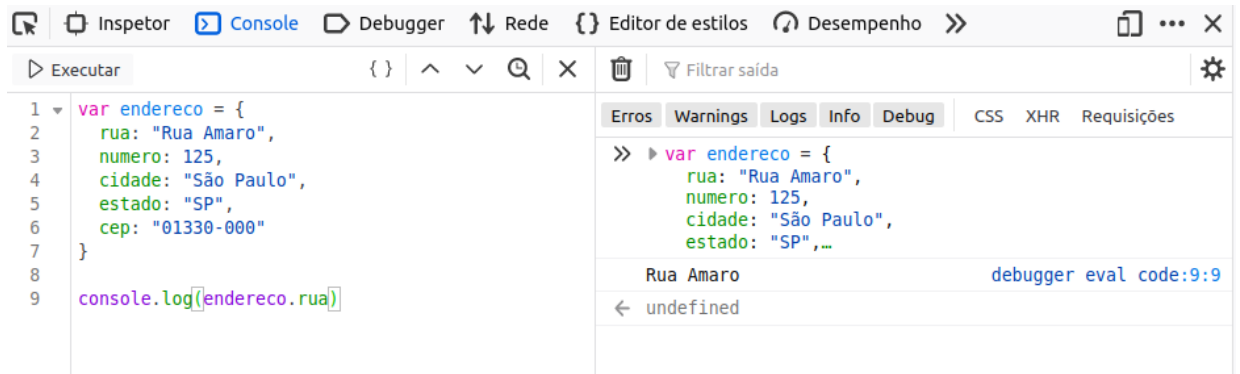 Inspetor Console Debugger Rede {} Editor de estilos Desempenho
Executar { }
1 var endereco = {
2 rua: "Rua Amaro",
3 numero: 125,
4 cidade: "São Paulo",
5 estado: "SP",
6 cep: "01330-000"
7 }
8
9 console.log(endereco.rua)
Filtrar saída
Erros Warnings Logs Info Debug CSS XHR Requisições
var endereco = {
rua: "Rua Amaro",
numero: 125,
cidade: "São Paulo",
estado: "SP",…
Rua Amaro debugger eval code:9:9
undefined